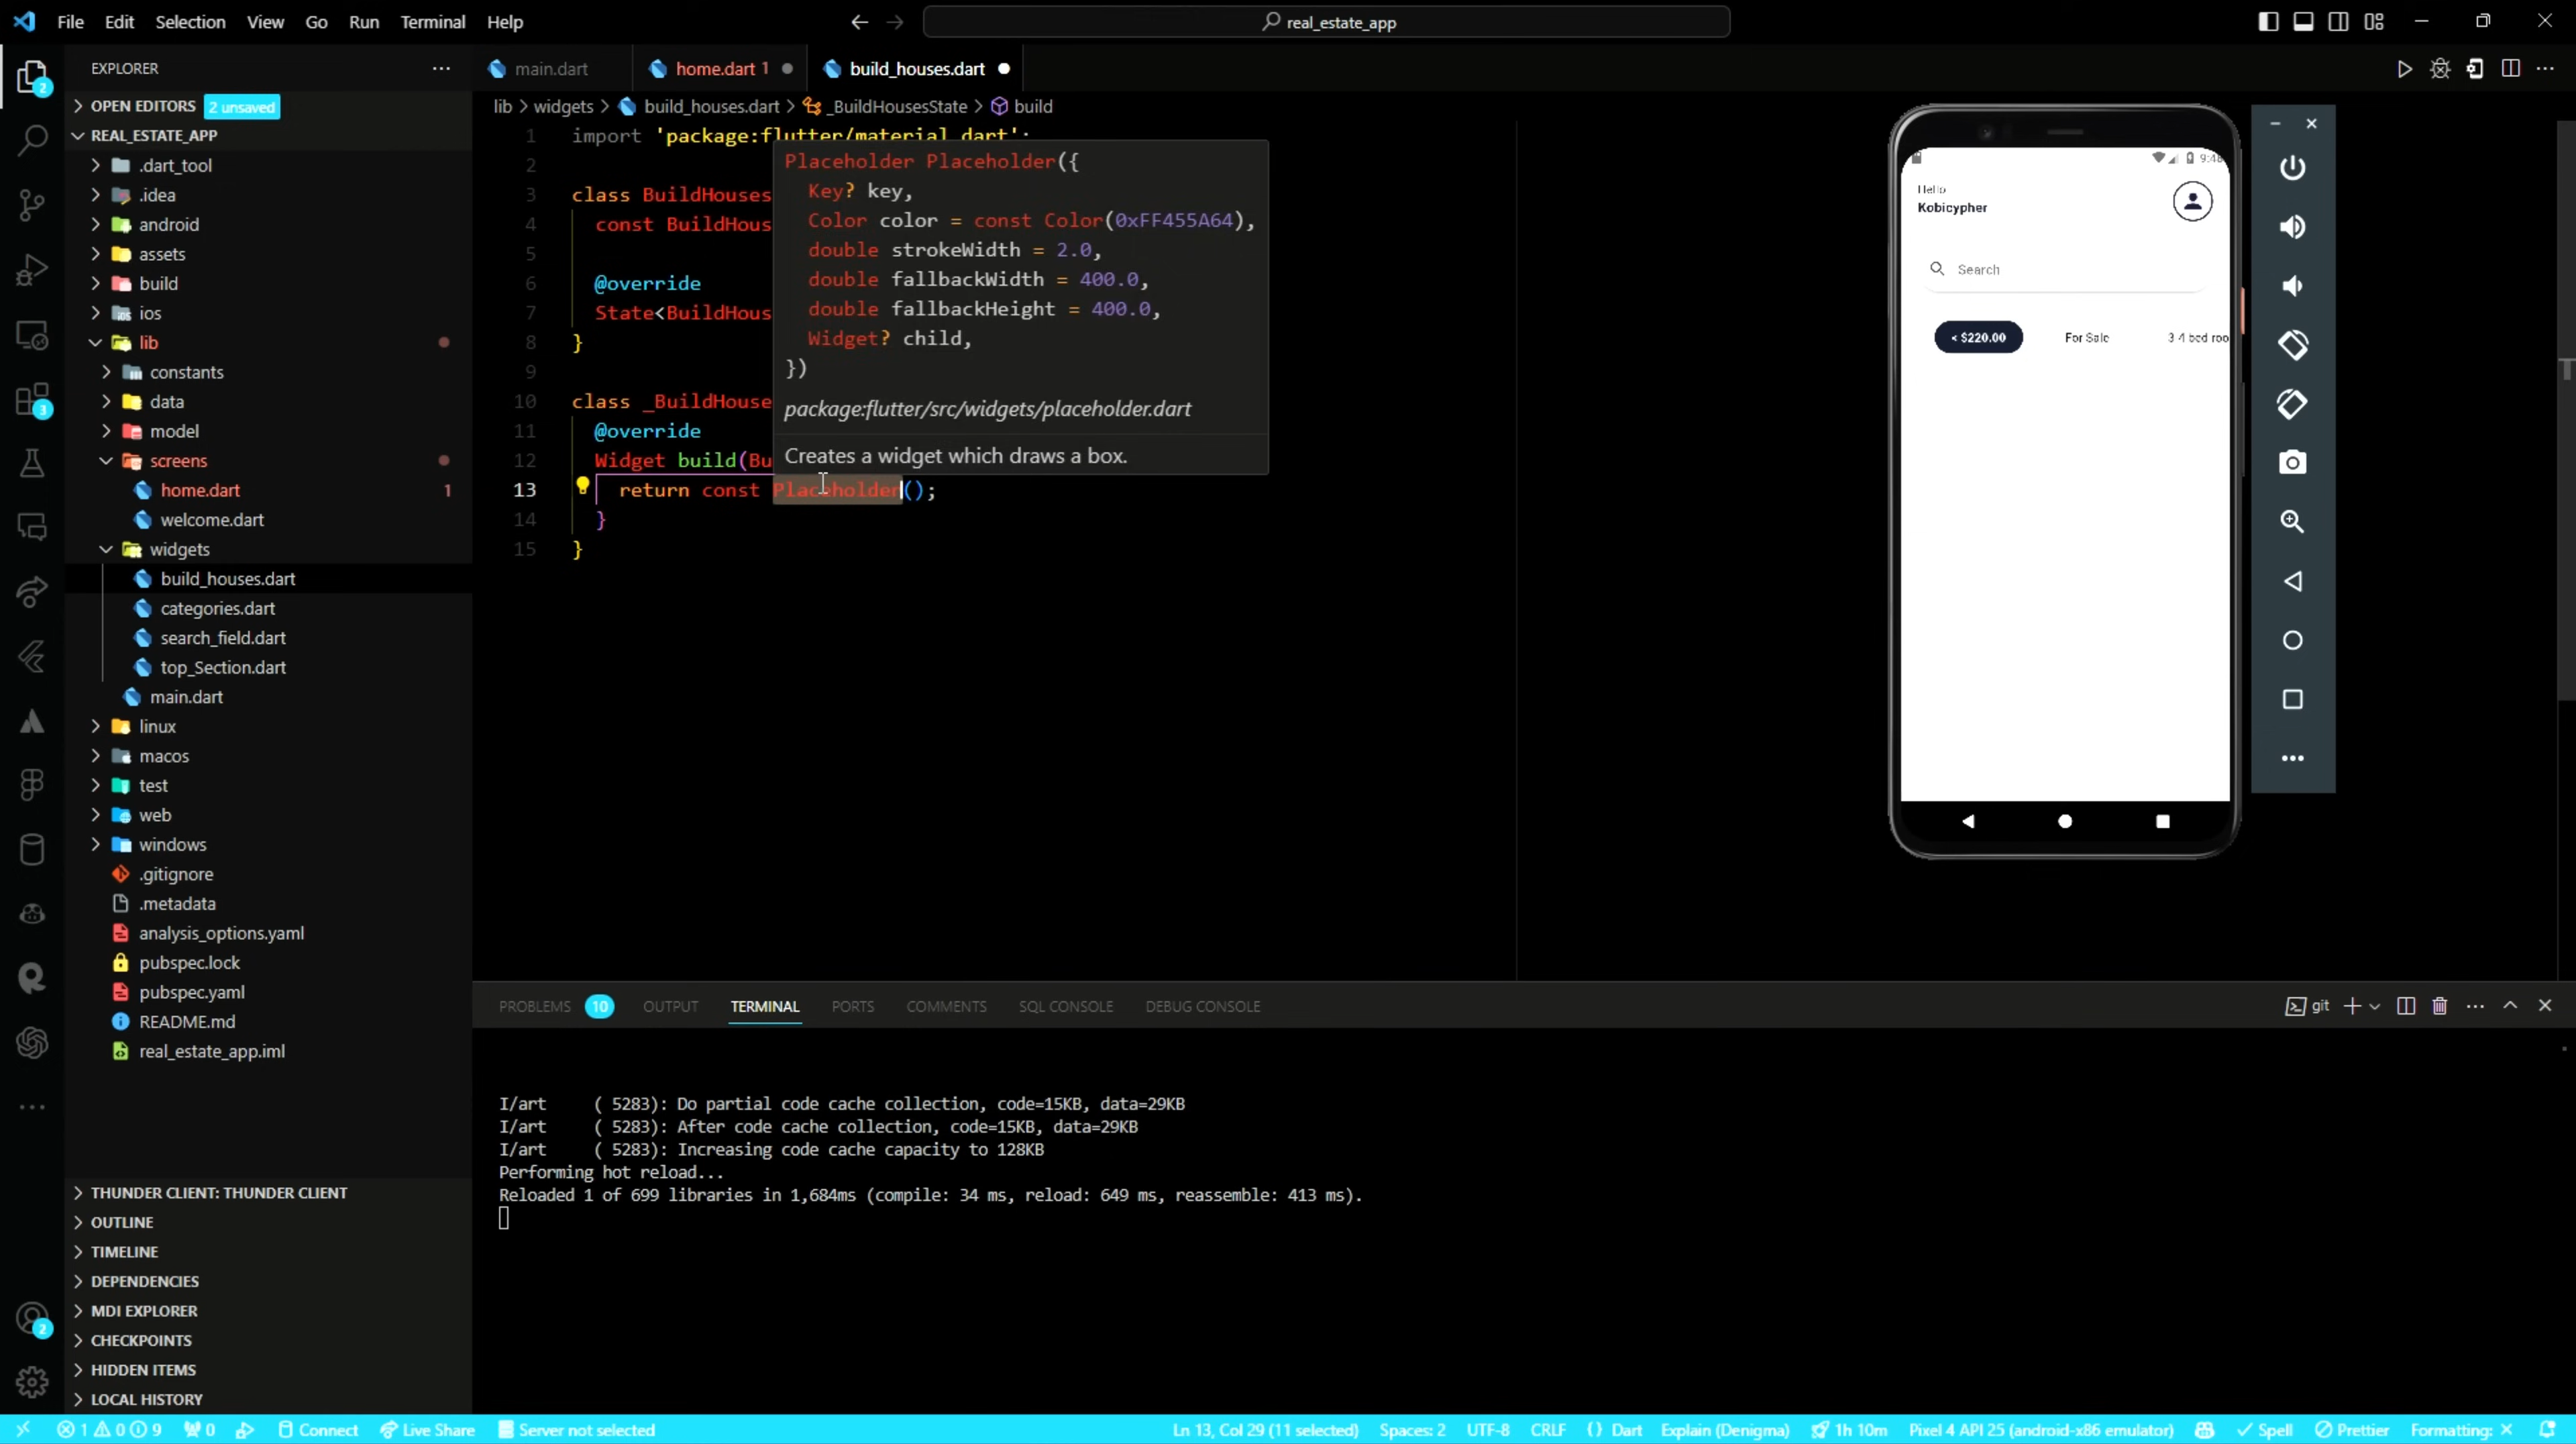 File Edit Selection View Go Run Terminal Help
real_estate_app
EXPLORER
OPEN EDITORS 2 unsaved
REAL_ESTATE_APP
.dart_tool
.idea
android
assets
build
ios
lib
constants
data
model
screens
home.dart 1
welcome.dart
widgets
build_houses.dart
categories.dart
search_field.dart
top_Section.dart
main.dart
linux
macos
test
web
windows
.gitignore
.metadata
analysis_options.yaml
pubspec.lock
pubspec.yaml
README.md
real_estate_app.iml
THUNDER CLIENT: THUNDER CLIENT
OUTLINE
TIMELINE
DEPENDENCIES
MDI EXPLORER
CHECKPOINTS
HIDDEN ITEMS
LOCAL HISTORY
2
3
2
main.dart home.dart 1 build_houses.dart
lib > widgets > build_houses.dart > _BuildHousesState > build
1 import 'package:flutter/material.dart';
2
3 class BuildHouses
4 const BuildHous
5
6 @override
7 State<BuildHous
8 }
9
10 class _BuildHouse
11 @override
12 Widget build(Bu
13 return const Placeholder();
14 }
15 }
Placeholder Placeholder({
Key? key,
Color color = const Color(0xFF455A64),
double strokeWidth = 2.0,
double fallbackWidth = 400.0,
double fallbackHeight = 400.0,
Widget? child,
})
package:flutter/src/widgets/placeholder.dart
Creates a widget which draws a box.
9:48
Hello
Kobicypher
Search
< $220.00 For Sale 3-4 bed roo
PROBLEMS 10 OUTPUT TERMINAL PORTS COMMENTS SQL CONSOLE DEBUG CONSOLE
git
I/art ( 5283): Do partial code cache collection, code=15KB, data=29KB
I/art ( 5283): After code cache collection, code=15KB, data=29KB
I/art ( 5283): Increasing code cache capacity to 128KB
Performing hot reload...
Reloaded 1 of 699 libraries in 1,684ms (compile: 34 ms, reload: 649 ms, reassemble: 413 ms).
1 0 9 0 Connect Live Share Server not selected Ln 13, Col 29 (11 selected) Spaces: 2 UTF-8 CRLF {} Dart Explain (Denigma) 1h 10m Pixel 4 API 25 (android-x86 emulator) Spell Prettier Formatting: ×